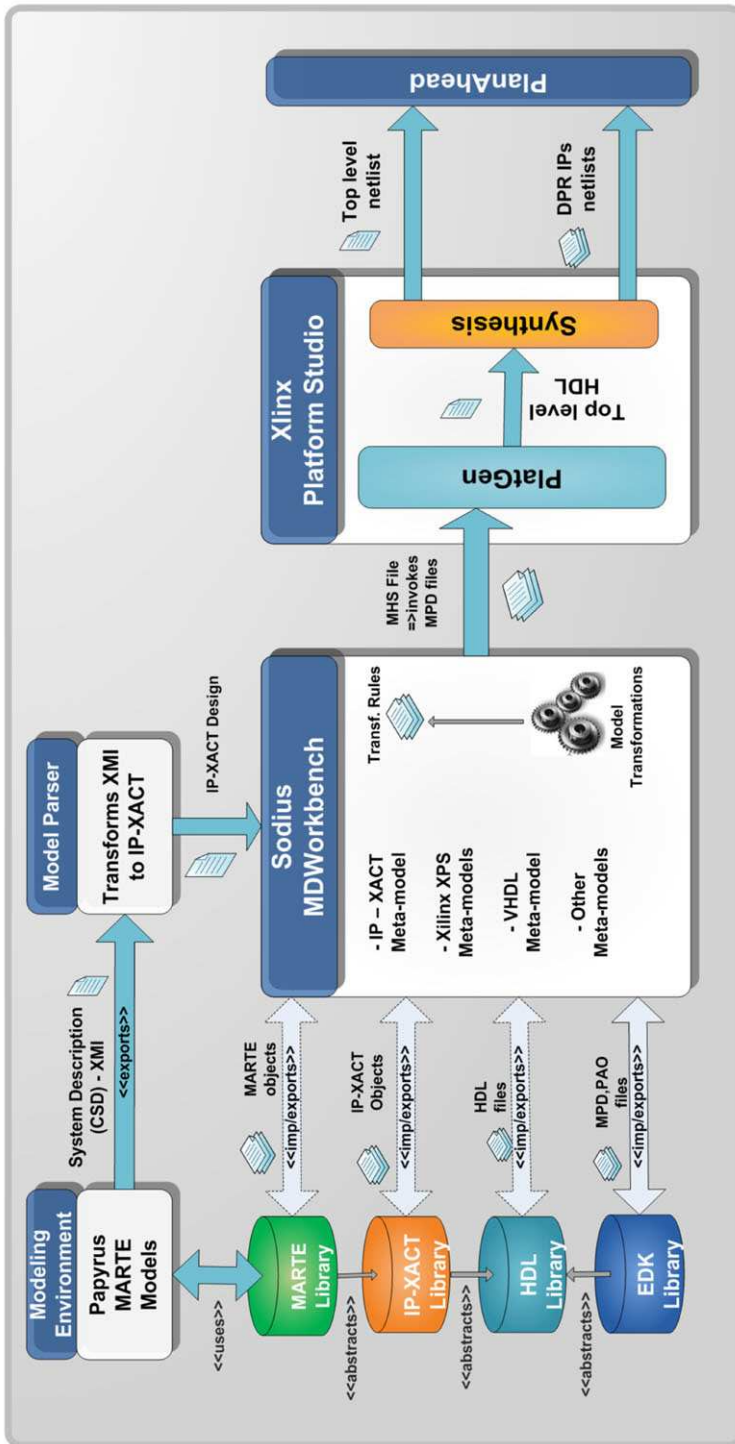 Modeling
Environment
Papyrus
MARTE
Models
System Description
(CSD) - XMI
<<exports>>
Model Parser
Transforms XMI
to IP-XACT
IP-XACT Design
<<uses>>
MARTE
Library
<<abstracts>>
IP-XACT
Library
<<abstracts>>
HDL
Library
<<abstracts>>
EDK
Library
MARTE
objects
<<imp/exports>>
IP-XACT
Objects
<<imp/exports>>
HDL
files
<<imp/exports>>
MPD,PAO
files
<<imp/exports>>
Sodius
MDWorkbench
- IP – XACT
Meta-model
- Xilinx XPS
Meta-models
- VHDL
Meta-model
- Other
Meta-models
Transf. Rules
Model
Transformations
MHS File
=>invokes
MPD files
Xlinx
Platform Studio
PlatGen
Top level
HDL
Synthesis
Top level
netlist
DPR IPs
netlists
PlanAhead